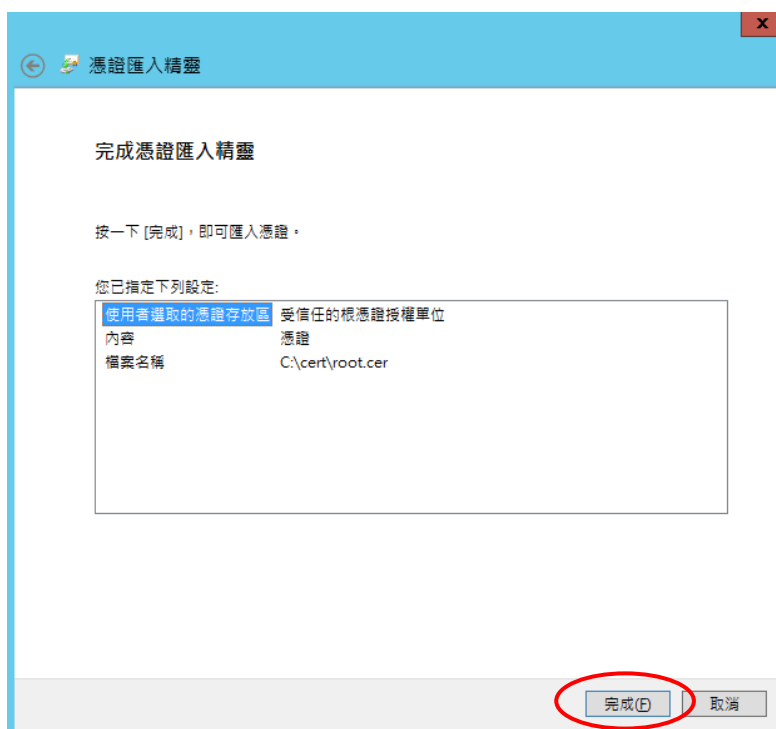 x
憑證匯入精靈
完成憑證匯入精靈
按一下 [完成]，即可匯入憑證。
您已指定下列設定:
使用者選取的憑證存放區 受信任的根憑證授權單位
內容 憑證
檔案名稱 C:\cert\root.cer
完成(F) 取消